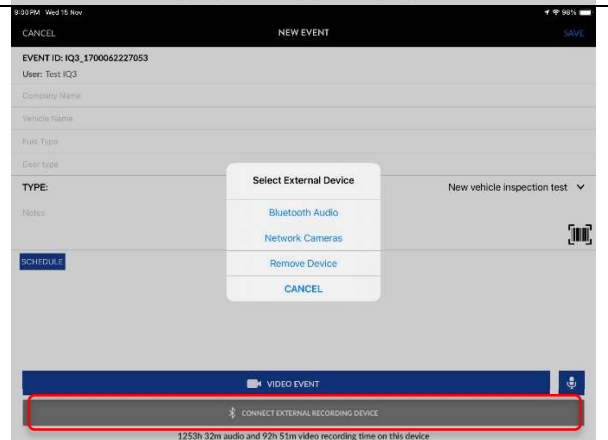 9:00 PM Wed 15 Nov
98%
CANCEL
NEW EVENT
SAVE
EVENT ID: IQ3_1700062227053
User: Test IQ3
Company Name
Vehicle Name
Fuel Type
Gear type
TYPE:
New vehicle inspection test
Notes
SCHEDULE
Select External Device
Bluetooth Audio
Network Cameras
Remove Device
CANCEL
VIDEO EVENT
CONNECT EXTERNAL RECORDING DEVICE
1253h 32m audio and 92h 51m video recording time on this device